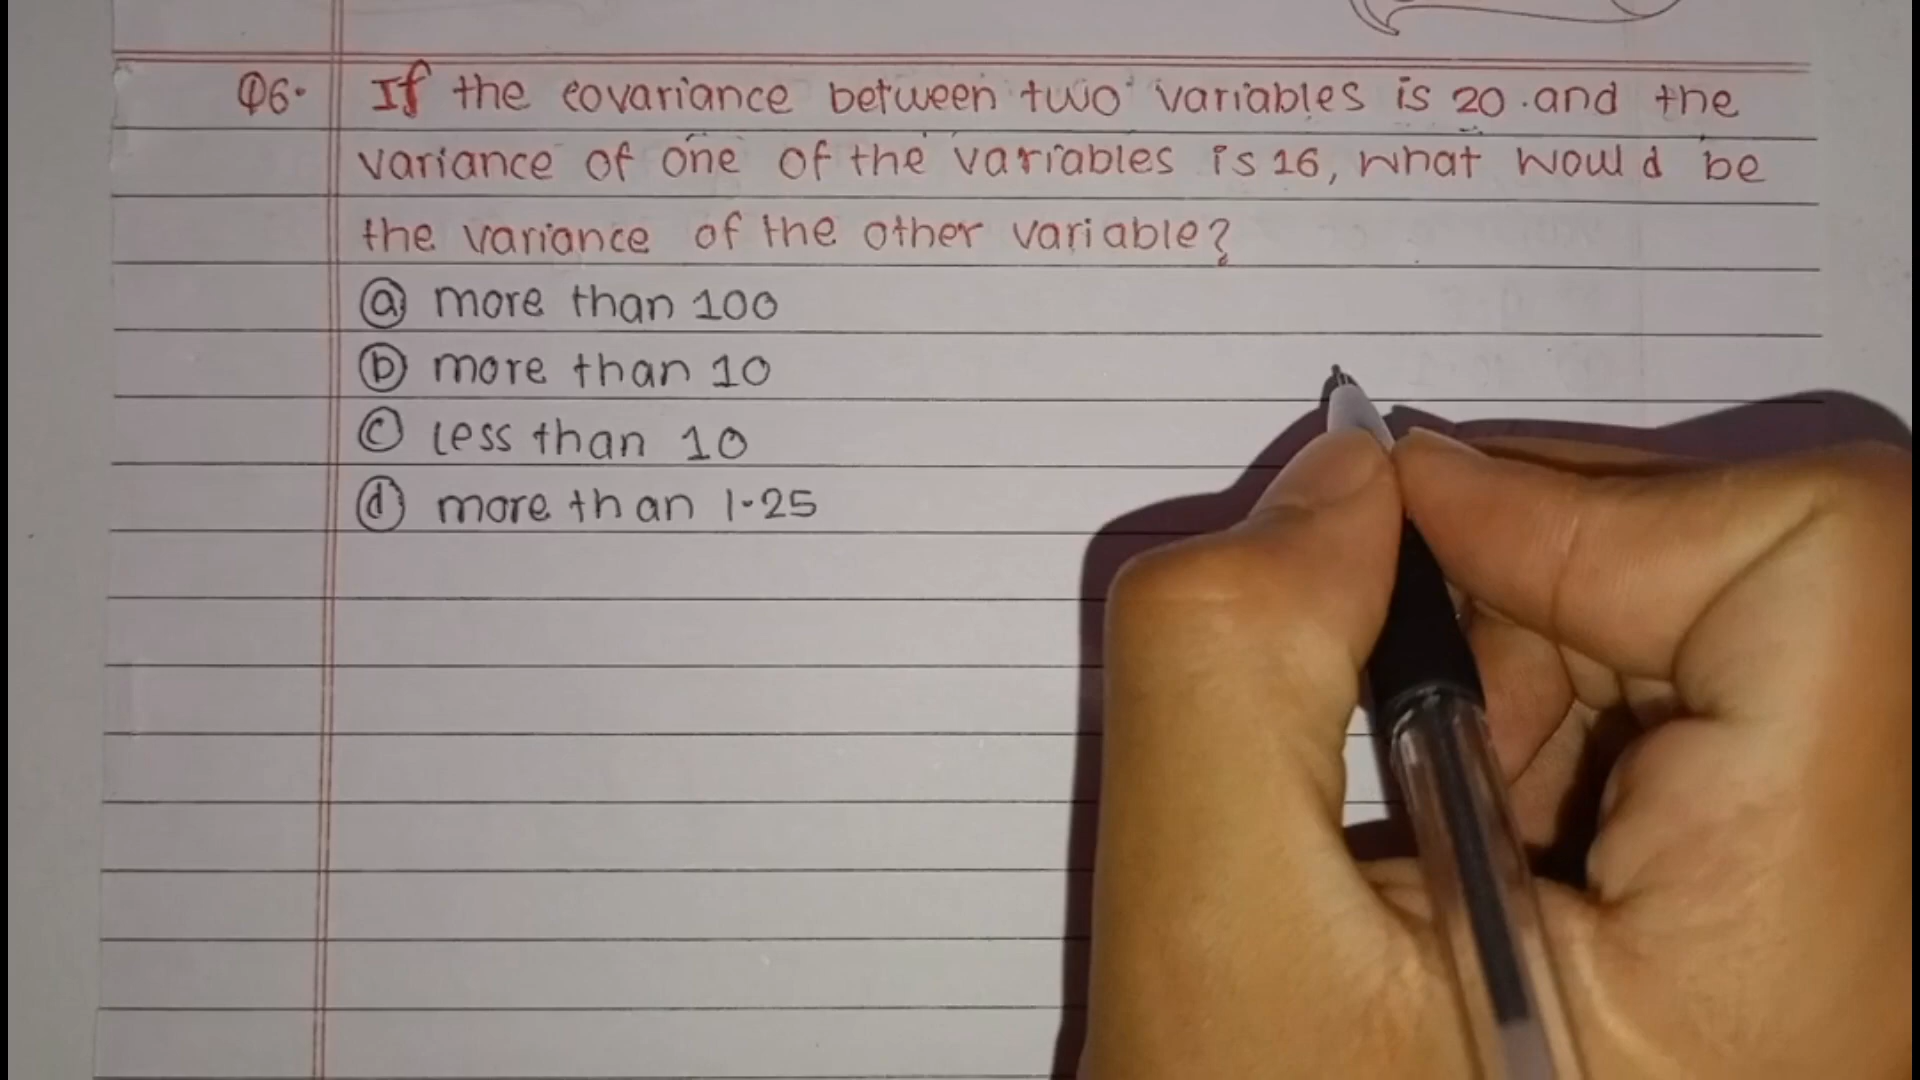 Q6. If the covariance between two variables is 20 and the
variance of one of the variables is 16, what would be
the variance of the other variable?
ⓐ more than 100
ⓑ more than 10
ⓒ less than 10
ⓓ more than 1.25